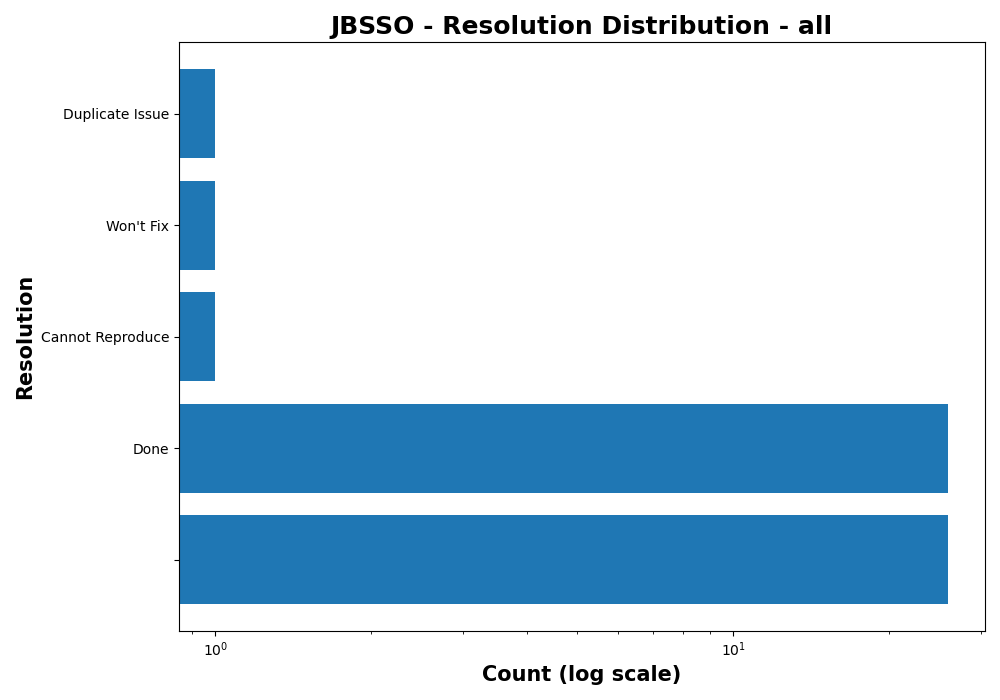 JBSSO - Resolution Distribution - all
Duplicate Issue
Won't Fix
Cannot Reproduce
Done
Resolution
10⁰
10¹
Count (log scale)